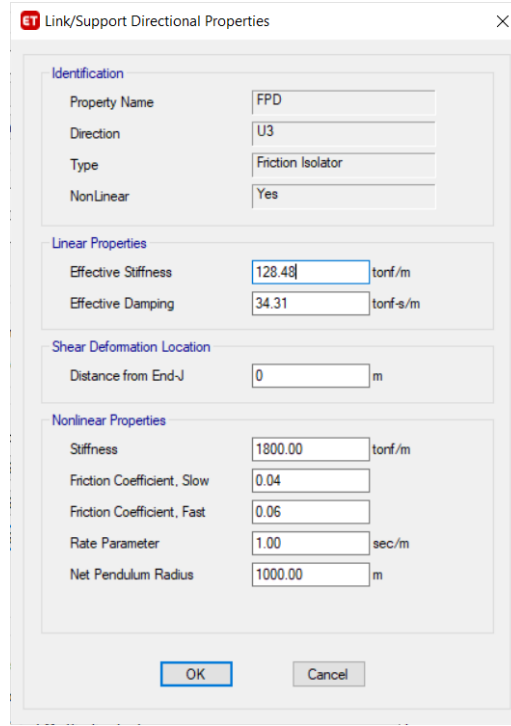 ET Link/Support Directional Properties
Identification
Property Name FPD
Direction U3
Type Friction Isolator
NonLinear Yes
Linear Properties
Effective Stiffness 128.48 tonf/m
Effective Damping 34.31 tonf-s/m
Shear Deformation Location
Distance from End-J 0 m
Nonlinear Properties
Stiffness 1800.00 tonf/m
Friction Coefficient, Slow 0.04
Friction Coefficient, Fast 0.06
Rate Parameter 1.00 sec/m
Net Pendulum Radius 1000.00 m
OK Cancel